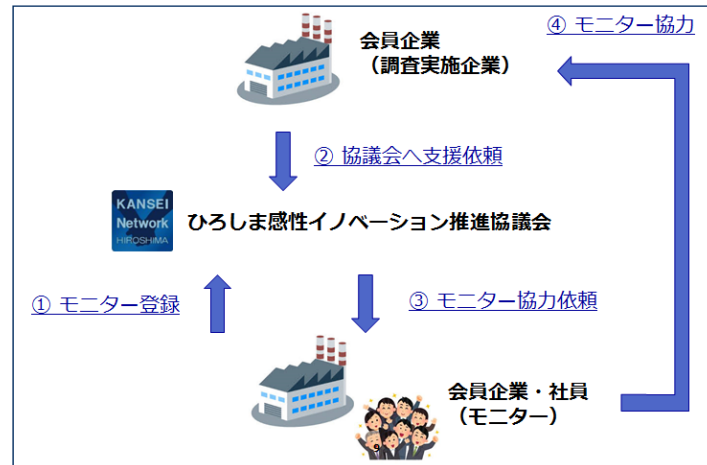 会員企業
（調査実施企業）
④ モニター協力
② 協議会へ支援依頼
KANSEI
Network
HIROSHIMA
ひろしま感性イノベーション推進協議会
① モニター登録
③ モニター協力依頼
会員企業・社員
（モニター）